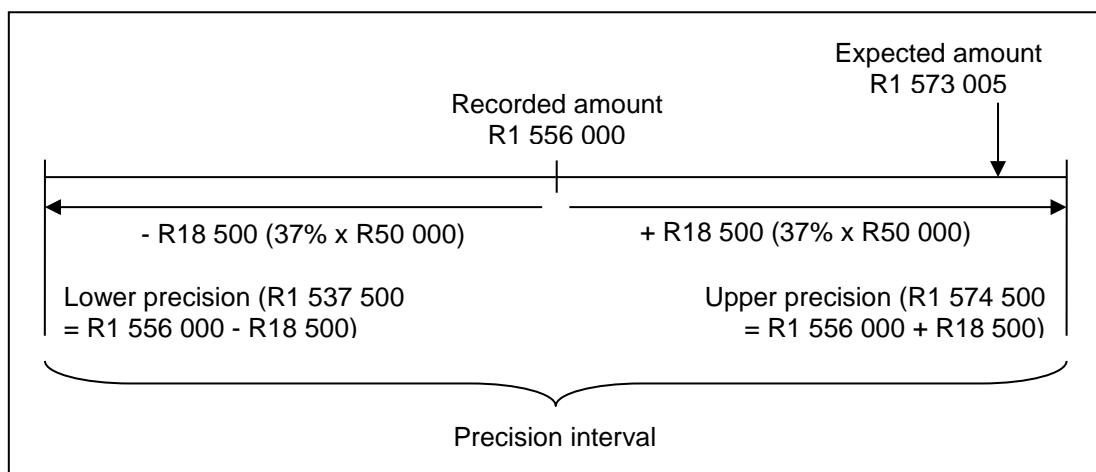 Expected amount
R1 573 005
Recorded amount
R1 556 000
- R18 500 (37% x R50 000)
+ R18 500 (37% x R50 000)
Lower precision (R1 537 500
= R1 556 000 - R18 500)
Upper precision (R1 574 500
= R1 556 000 + R18 500)
Precision interval